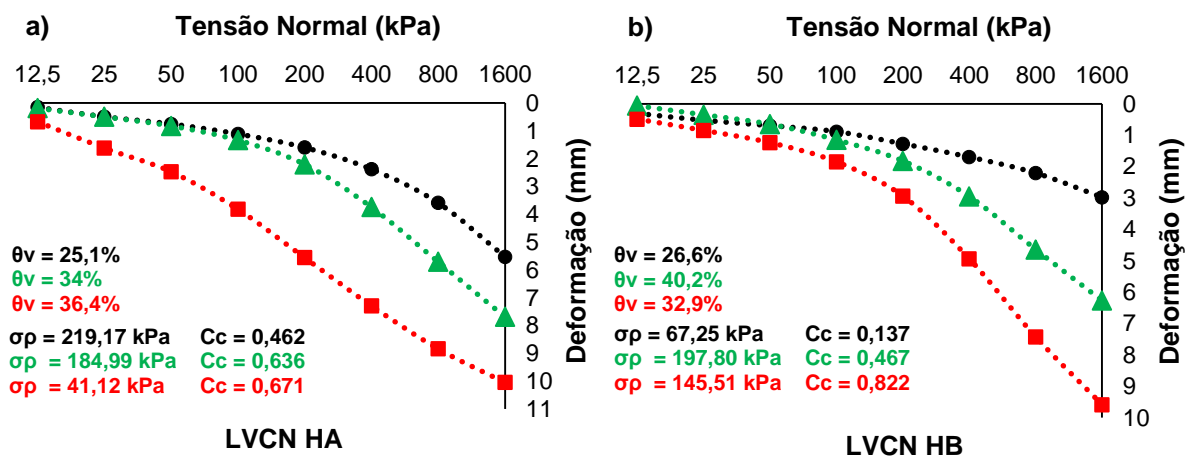 a) Tensão Normal (kPa)
12,5 25 50 100 200 400 800 1600
0
1
2
3
4
5
6
7
8
9
10
11
Deformação (mm)
θv = 25,1%
θv = 34%
θv = 36,4%
σρ = 219,17 kPa Cc = 0,462
σρ = 184,99 kPa Cc = 0,636
σρ = 41,12 kPa Cc = 0,671
LVCN HA
b) Tensão Normal (kPa)
12,5 25 50 100 200 400 800 1600
0
1
2
3
4
5
6
7
8
9
10
Deformação (mm)
θv = 26,6%
θv = 40,2%
θv = 32,9%
σρ = 67,25 kPa Cc = 0,137
σρ = 197,80 kPa Cc = 0,467
σρ = 145,51 kPa Cc = 0,822
LVCN HB